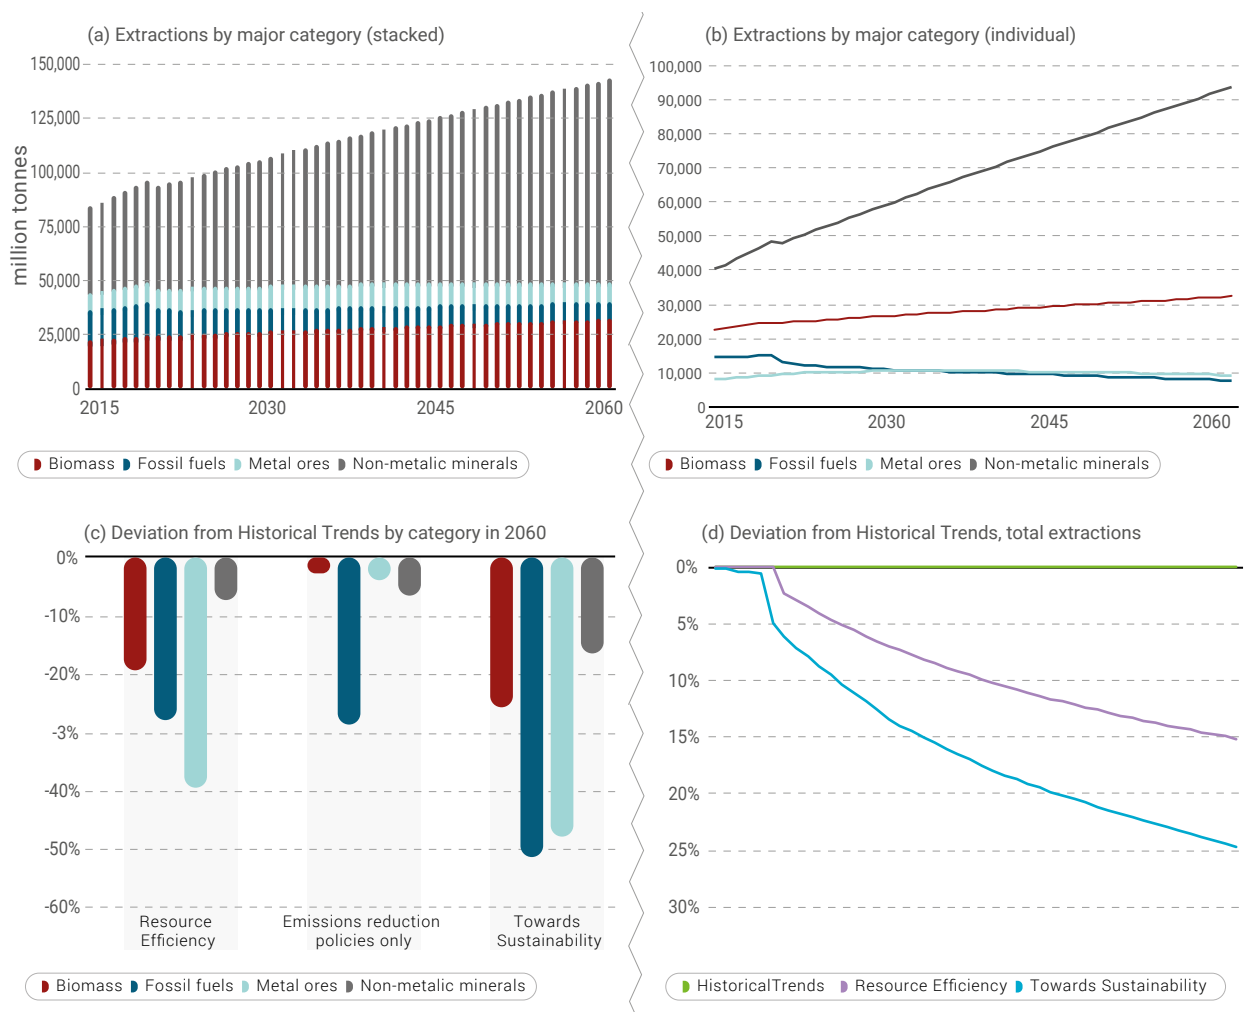 (a) Extractions by major category (stacked)
150,000
125,000
100,000
75,000
50,000
25,000
0
million tonnes
2015 2030 2045 2060
Biomass Fossil fuels Metal ores Non-metalic minerals
(b) Extractions by major category (individual)
100,000
90,000
80,000
70,000
60,000
50,000
40,000
30,000
20,000
10,000
0
2015 2030 2045 2060
Biomass Fossil fuels Metal ores Non-metalic minerals
(c) Deviation from Historical Trends by category in 2060
0%
-10%
-20%
-3%
-40%
-50%
-60%
Resource
Efficiency
Emissions reduction
policies only
Towards
Sustainability
Biomass Fossil fuels Metal ores Non-metallic minerals
(d) Deviation from Historical Trends, total extractions
0%
5%
10%
15%
20%
25%
30%
HistoricalTrends Resource Efficiency Towards Sustainability